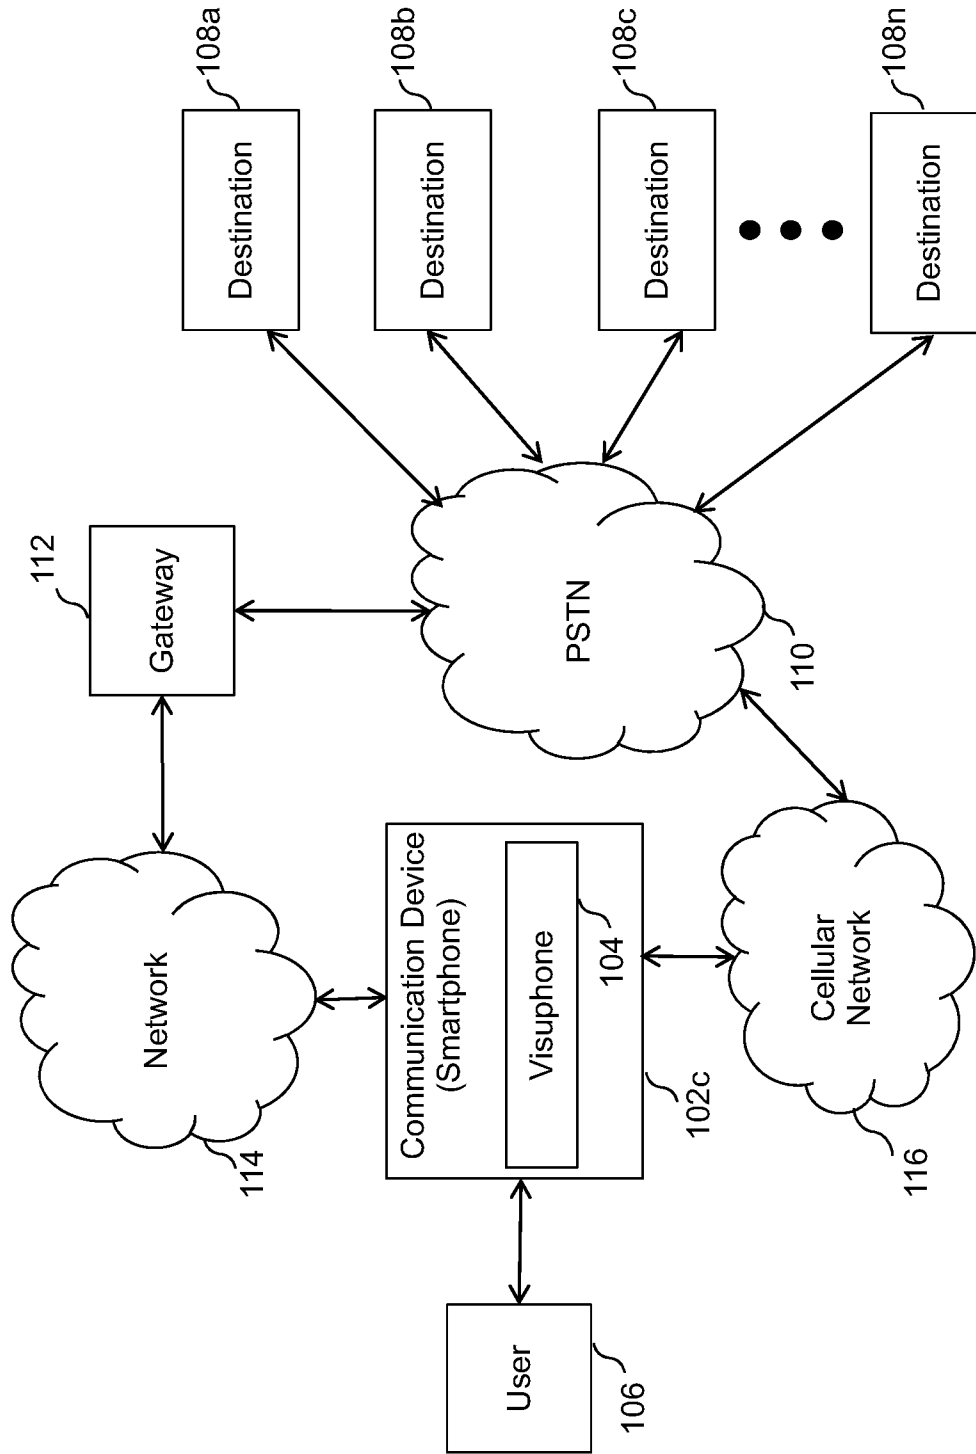 Network
114
Gateway
112
User
106
Communication Device
(Smartphone)
Visuphone
104
102c
Cellular
Network
116
PSTN
110
Destination
108a
Destination
108b
Destination
108c
Destination
108n